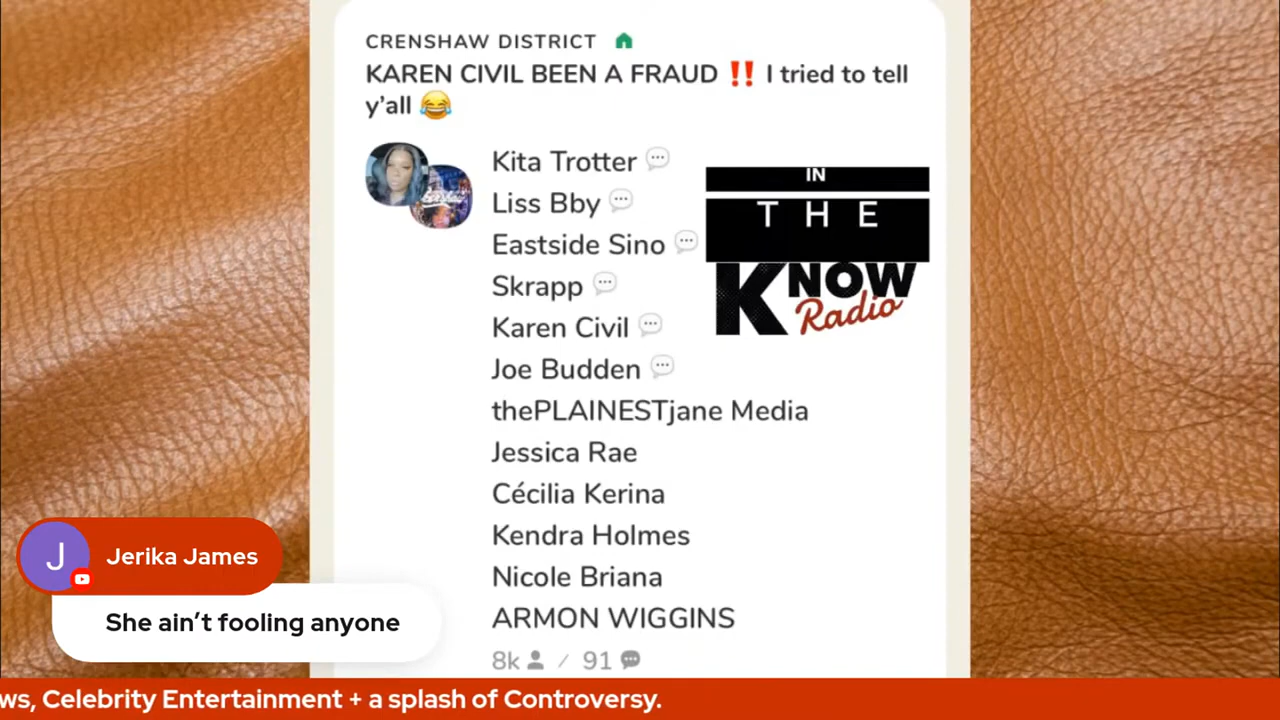 CRENSHAW DISTRICT
KAREN CIVIL BEEN A FRAUD ‼️ I tried to tell
y’all 😂
Kita Trotter
Liss Bby
Eastside Sino
Skrapp
Karen Civil
Joe Budden
thePLAINESTjane Media
Jessica Rae
Cécilia Kerina
Kendra Holmes
Nicole Briana
ARMON WIGGINS
8k / 91
IN
THE
KNOW
Radio
J
Jerika James
She ain’t fooling anyone
ws, Celebrity Entertainment + a splash of Controversy.